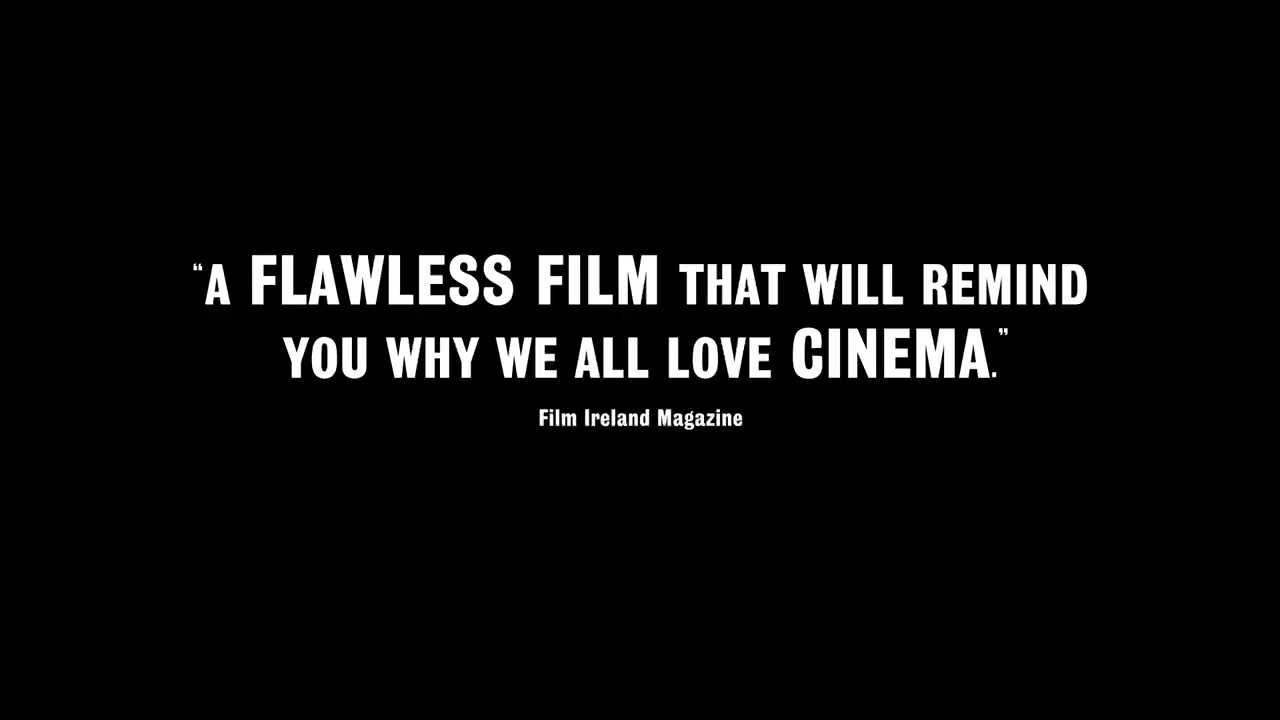 “A FLAWLESS FILM THAT WILL REMIND
YOU WHY WE ALL LOVE CINEMA.”
Film Ireland Magazine